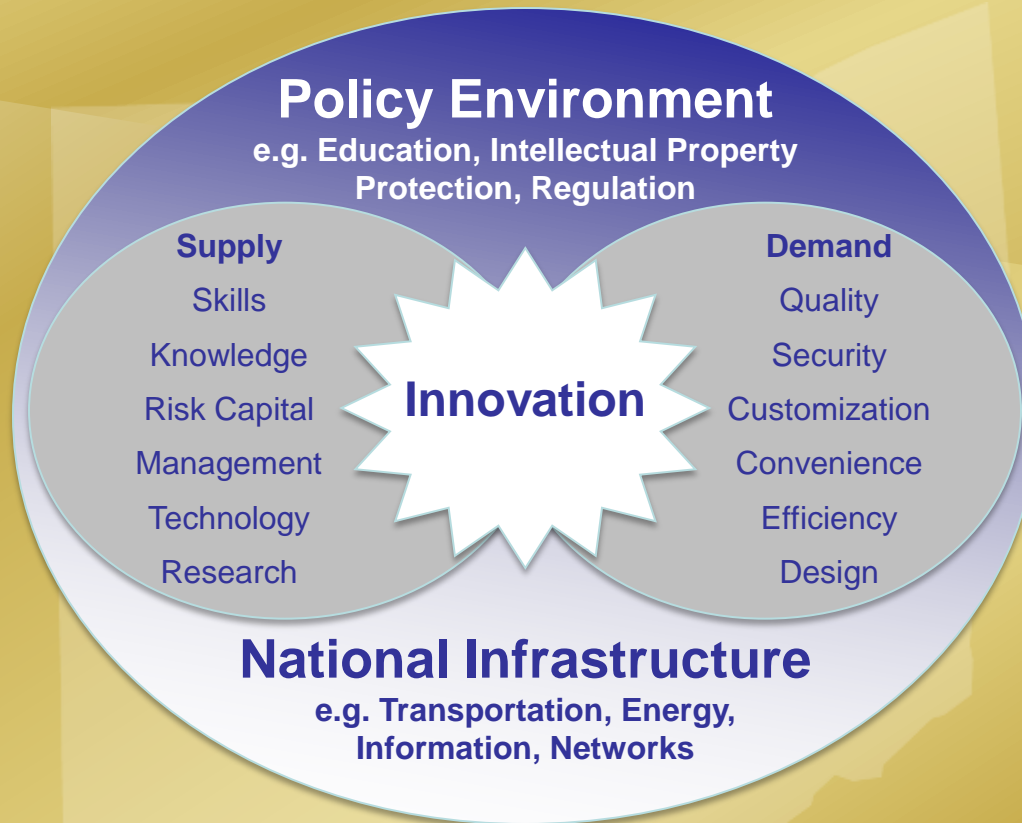 Policy Environment
e.g. Education, Intellectual Property
Protection, Regulation
Supply
Skills
Knowledge
Risk Capital
Management
Technology
Research
Innovation
Demand
Quality
Security
Customization
Convenience
Efficiency
Design
National Infrastructure
e.g. Transportation, Energy,
Information, Networks